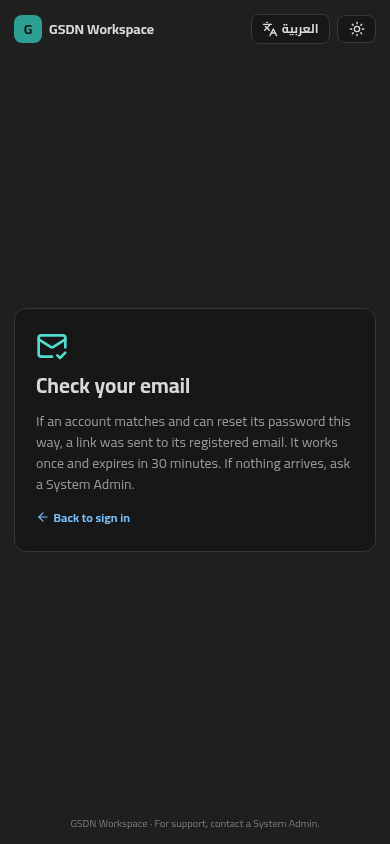 G GSDN Workspace العربية
Check your email
If an account matches and can reset its password this
way, a link was sent to its registered email. It works
once and expires in 30 minutes. If nothing arrives, ask
a System Admin.
← Back to sign in
GSDN Workspace · For support, contact a System Admin.